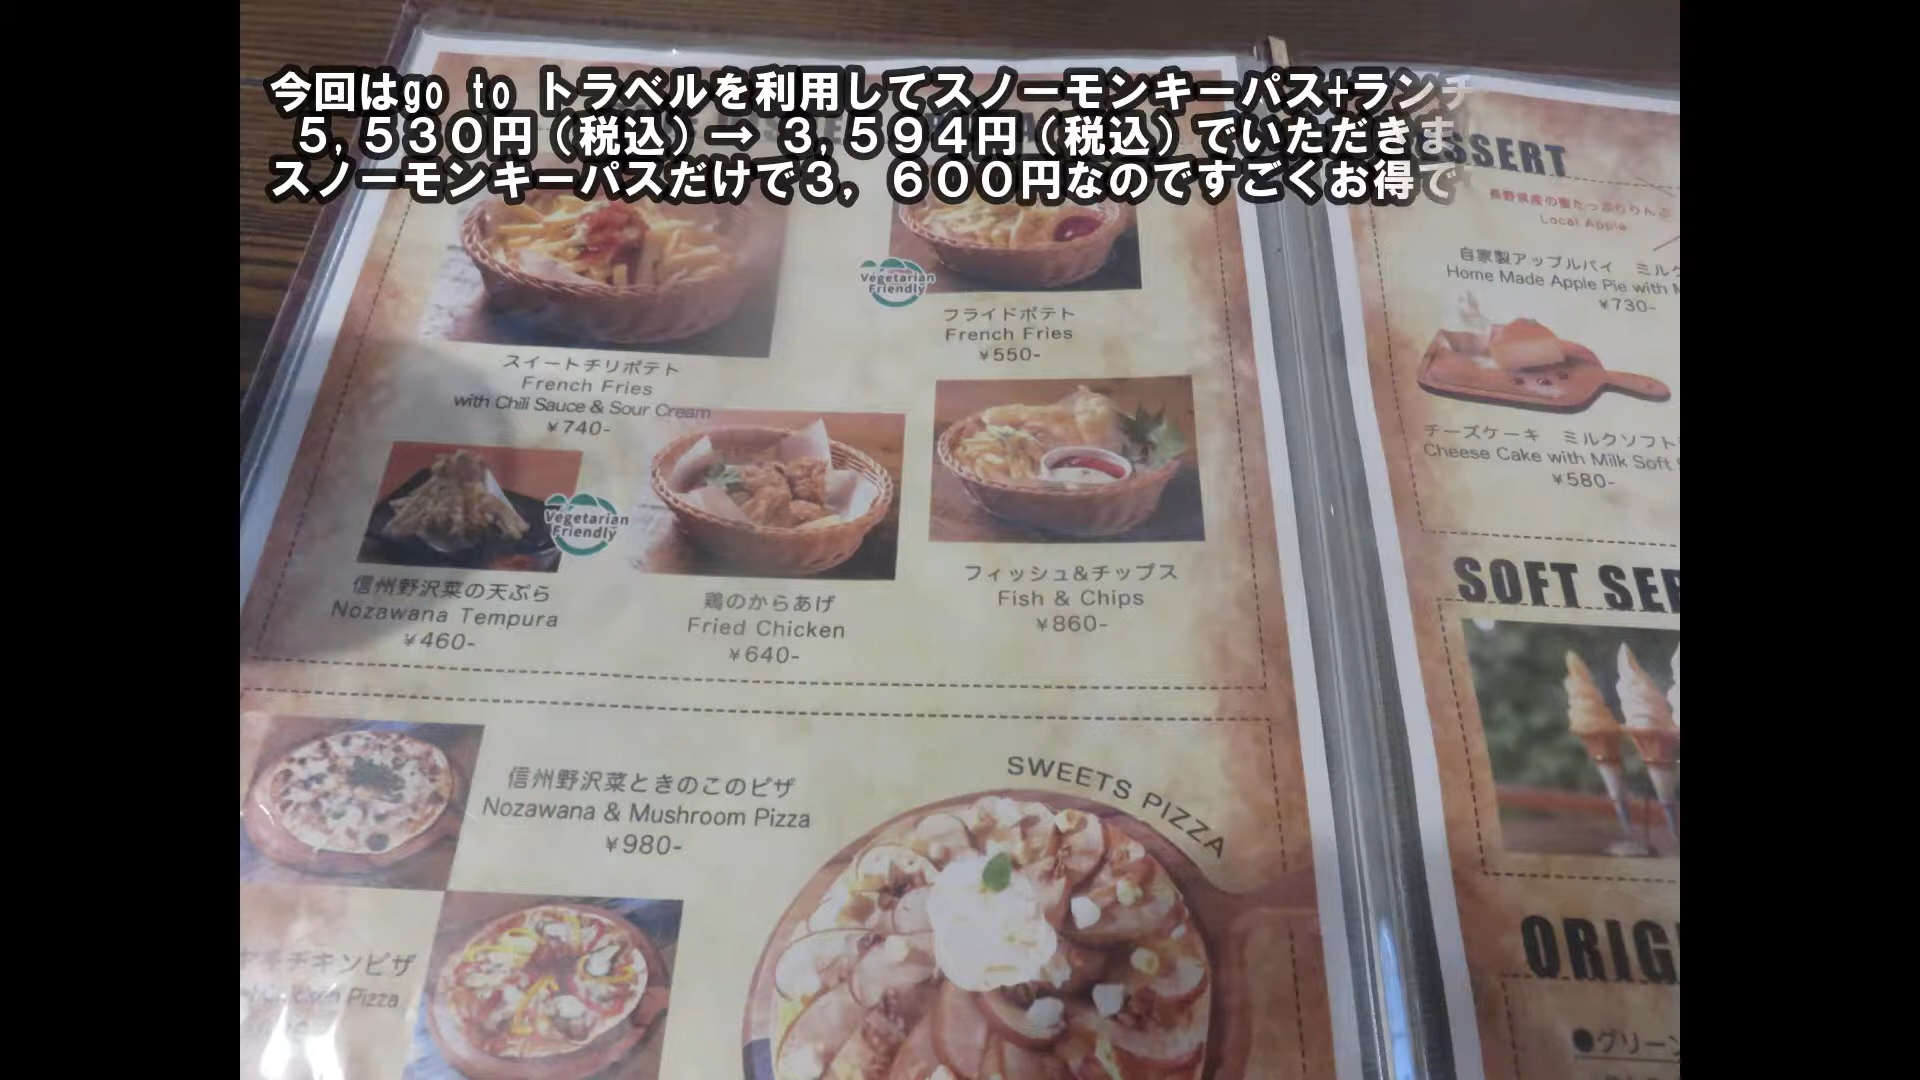 今回はgo to トラベルを利用してスノーモンキーパス+ランチ
５，５３０円（税込）→ ３，５９４円（税込）でいただきま
スノーモンキーパスだけで３，６００円なのですごくお得で
Vegetarian
Friendly
フライドポテト
French Fries
¥550-
スイートチリポテト
French Fries
with Chili Sauce & Sour Cream
¥740-
Vegetarian
Friendly
信州野沢菜の天ぷら
Nozawana Tempura
¥460-
鶏のからあげ
Fried Chicken
¥640-
フィッシュ&チップス
Fish & Chips
¥860-
信州野沢菜ときのこのピザ
Nozawana & Mushroom Pizza
¥980-
SWEETS PIZZA
チキンピザ
Pizza
SSERT
長野県産の蜜たっぷりりんご
Local Apple
自家製アップルパイ ミルク
Home Made Apple Pie with M
¥730-
チーズケーキ ミルクソフト
Cheese Cake with Milk Soft
¥580-
SOFT SER
ORIG
●グリーン